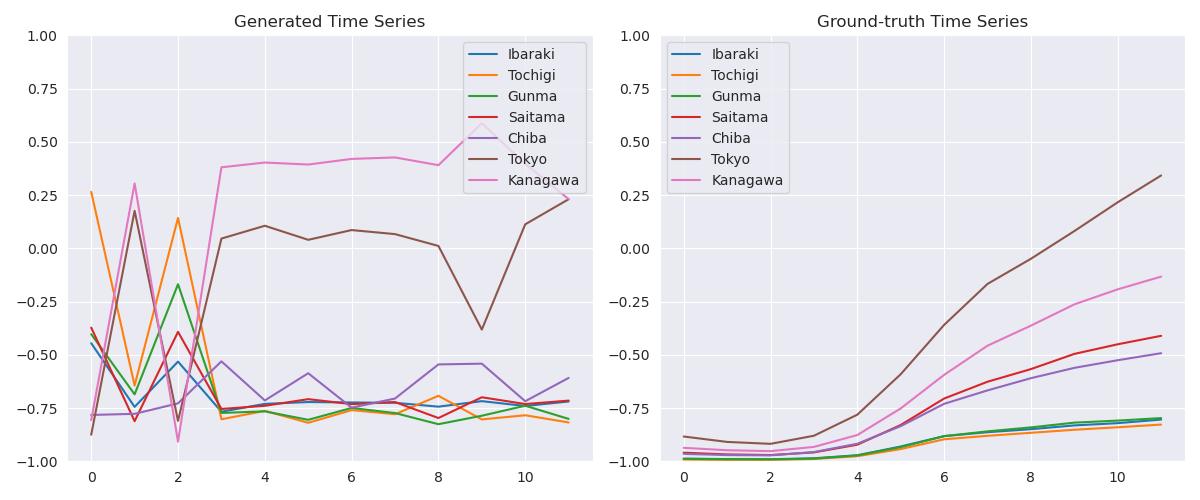 Generated Time Series
1.00
0.75
0.50
0.25
0.00
−0.25
−0.50
−0.75
−1.00
0 2 4 6 8 10
Ibaraki
Tochigi
Gunma
Saitama
Chiba
Tokyo
Kanagawa
Ground-truth Time Series
1.00
0.75
0.50
0.25
0.00
−0.25
−0.50
−0.75
−1.00
0 2 4 6 8 10
Ibaraki
Tochigi
Gunma
Saitama
Chiba
Tokyo
Kanagawa